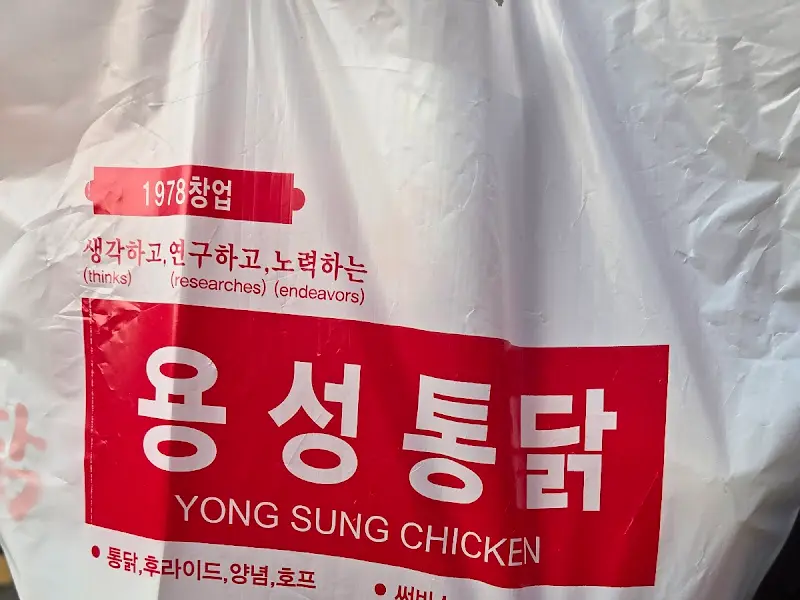 1978창업
생각하고,연구하고,노력하는
(thinks) (researches) (endeavors)
용성통닭
YONG SUNG CHICKEN
• 통닭,후라이드,양념,호프